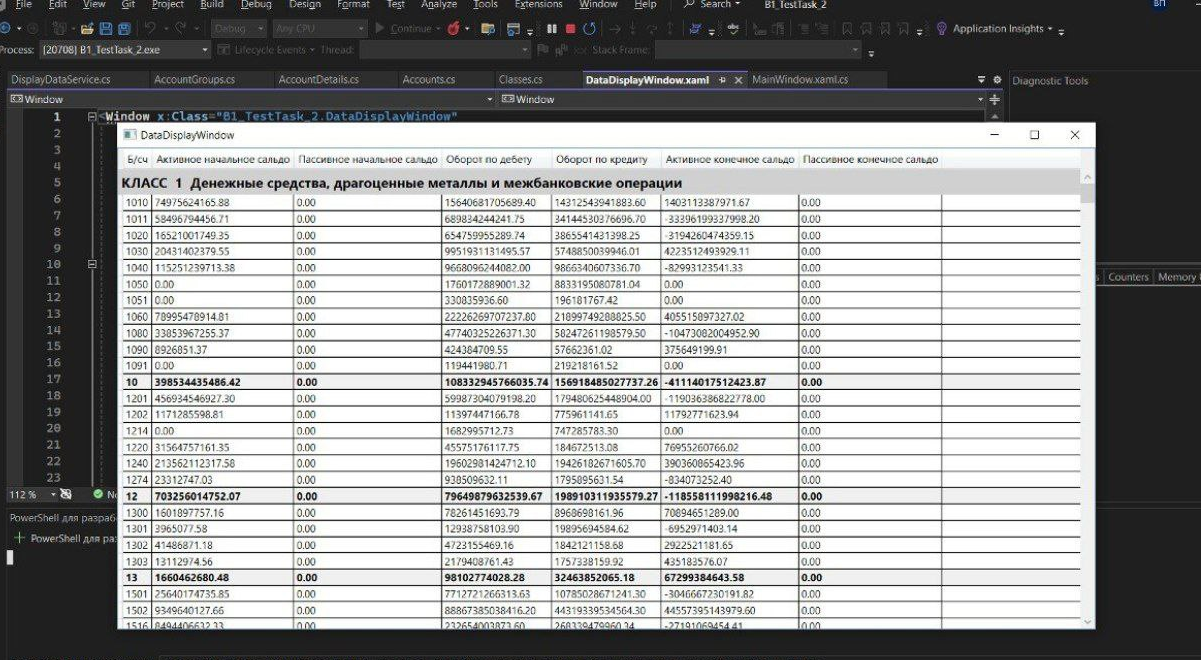 File Edit View Git Project Build Debug Design Format Test Analyze Tools Extensions Window Help Search B1_TestTask_2 ВП
Debug Any CPU Continue Application Insights
Process: [20708] B1_TestTask_2.exe Lifecycle Events Thread: Stack Frame:
DisplayDataService.cs AccountGroups.cs AccountDetails.cs Accounts.cs Classes.cs DataDisplayWindow.xaml MainWindow.xaml.cs Diagnostic Tools
Window Window
1 <Window x:Class="B1_TestTask_2.DataDisplayWindow"
2
3
4
5
6
7
8
9
10
11
12
13
14
15
16
17
18
19
20
21
22
23
112 %
PowerShell для разраб
PowerShell для ра
Counters Memory
DataDisplayWindow
Б/сч Активное начальное сальдо Пассивное начальное сальдо Оборот по дебету Оборот по кредиту Активное конечное сальдо Пассивное конечное сальдо
КЛАСС 1 Денежные средства, драгоценные металлы и межбанковские операции
1010 74975624165.88 0.00 15640681705689.40 14312543941883.60 1403113387971.67 0.00
1011 58496794456.71 0.00 689834244241.75 34144530376696.70 -33396199337998.20 0.00
1020 16521001749.35 0.00 654759955289.74 3865541431398.25 -3194260474359.15 0.00
1030 20431402379.55 0.00 9951931131495.57 5748850039946.01 4223512493929.11 0.00
1040 115251239713.38 0.00 9668096244082.00 9866340607336.70 -82993123541.33 0.00
1050 0.00 0.00 1760172889001.32 8833195080781.04 0.00 0.00
1051 0.00 0.00 330835936.60 196181767.42 0.00 0.00
1060 78995478914.81 0.00 22226269707237.80 21899749288825.50 405515897327.02 0.00
1080 33853967255.37 0.00 47740325226371.30 58247261198579.50 -10473082004952.90 0.00
1090 8926851.37 0.00 424384709.55 57662361.02 375649199.91 0.00
1091 0.00 0.00 119441980.71 219218161.52 0.00 0.00
10 398534435486.42 0.00 108332945766035.74 156918485027737.26 -41114017512423.87 0.00
1201 456934546927.30 0.00 59987304079198.20 179480625448904.00 -119036386822778.00 0.00
1202 1171285598.81 0.00 11397447166.78 775961141.65 11792771623.94 0.00
1214 0.00 0.00 1682995712.73 747285783.30 0.00 0.00
1220 31564757161.35 0.00 45575176117.75 184672513.08 76955260766.02 0.00
1240 213562112317.58 0.00 19602981424712.10 19426182671605.70 390360865423.96 0.00
1274 23312747.03 0.00 938509632.11 1795895631.54 -834073252.40 0.00
12 703256014752.07 0.00 79649879632539.67 198910311935579.27 -118558111998216.48 0.00
1300 1601897757.16 0.00 78261451693.79 8968698161.96 70894651289.00 0.00
1301 3965077.58 0.00 12938758103.90 19895694584.62 -6952971403.14 0.00
1302 41486871.18 0.00 4723155469.16 1842121158.68 2922521181.65 0.00
1303 13112974.56 0.00 2179408761.43 1757338159.92 435183576.07 0.00
13 1660462680.48 0.00 98102774028.28 32463852065.18 67299384643.58 0.00
1501 25640174735.85 0.00 7712721266313.63 10785028671241.30 -3046667230191.82 0.00
1502 9349640127.66 0.00 88867385038416.20 44319339534564.30 44557395143979.60 0.00
1516 8494406632.33 0.00 232654003873.60 268339479960.34 -27191069454.41 0.00